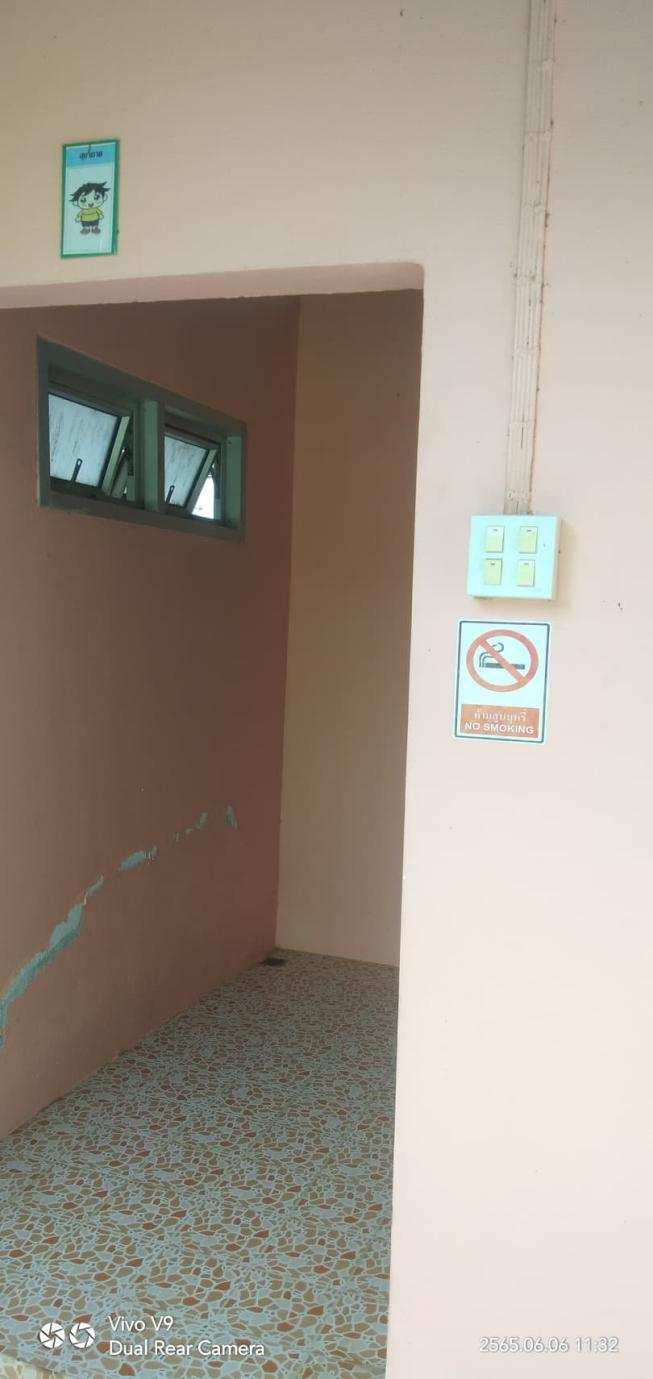 สุขาชาย
ห้ามสูบบุหรี่
NO SMOKING
Vivo V9
Dual Rear Camera
2565.06.06 11:32